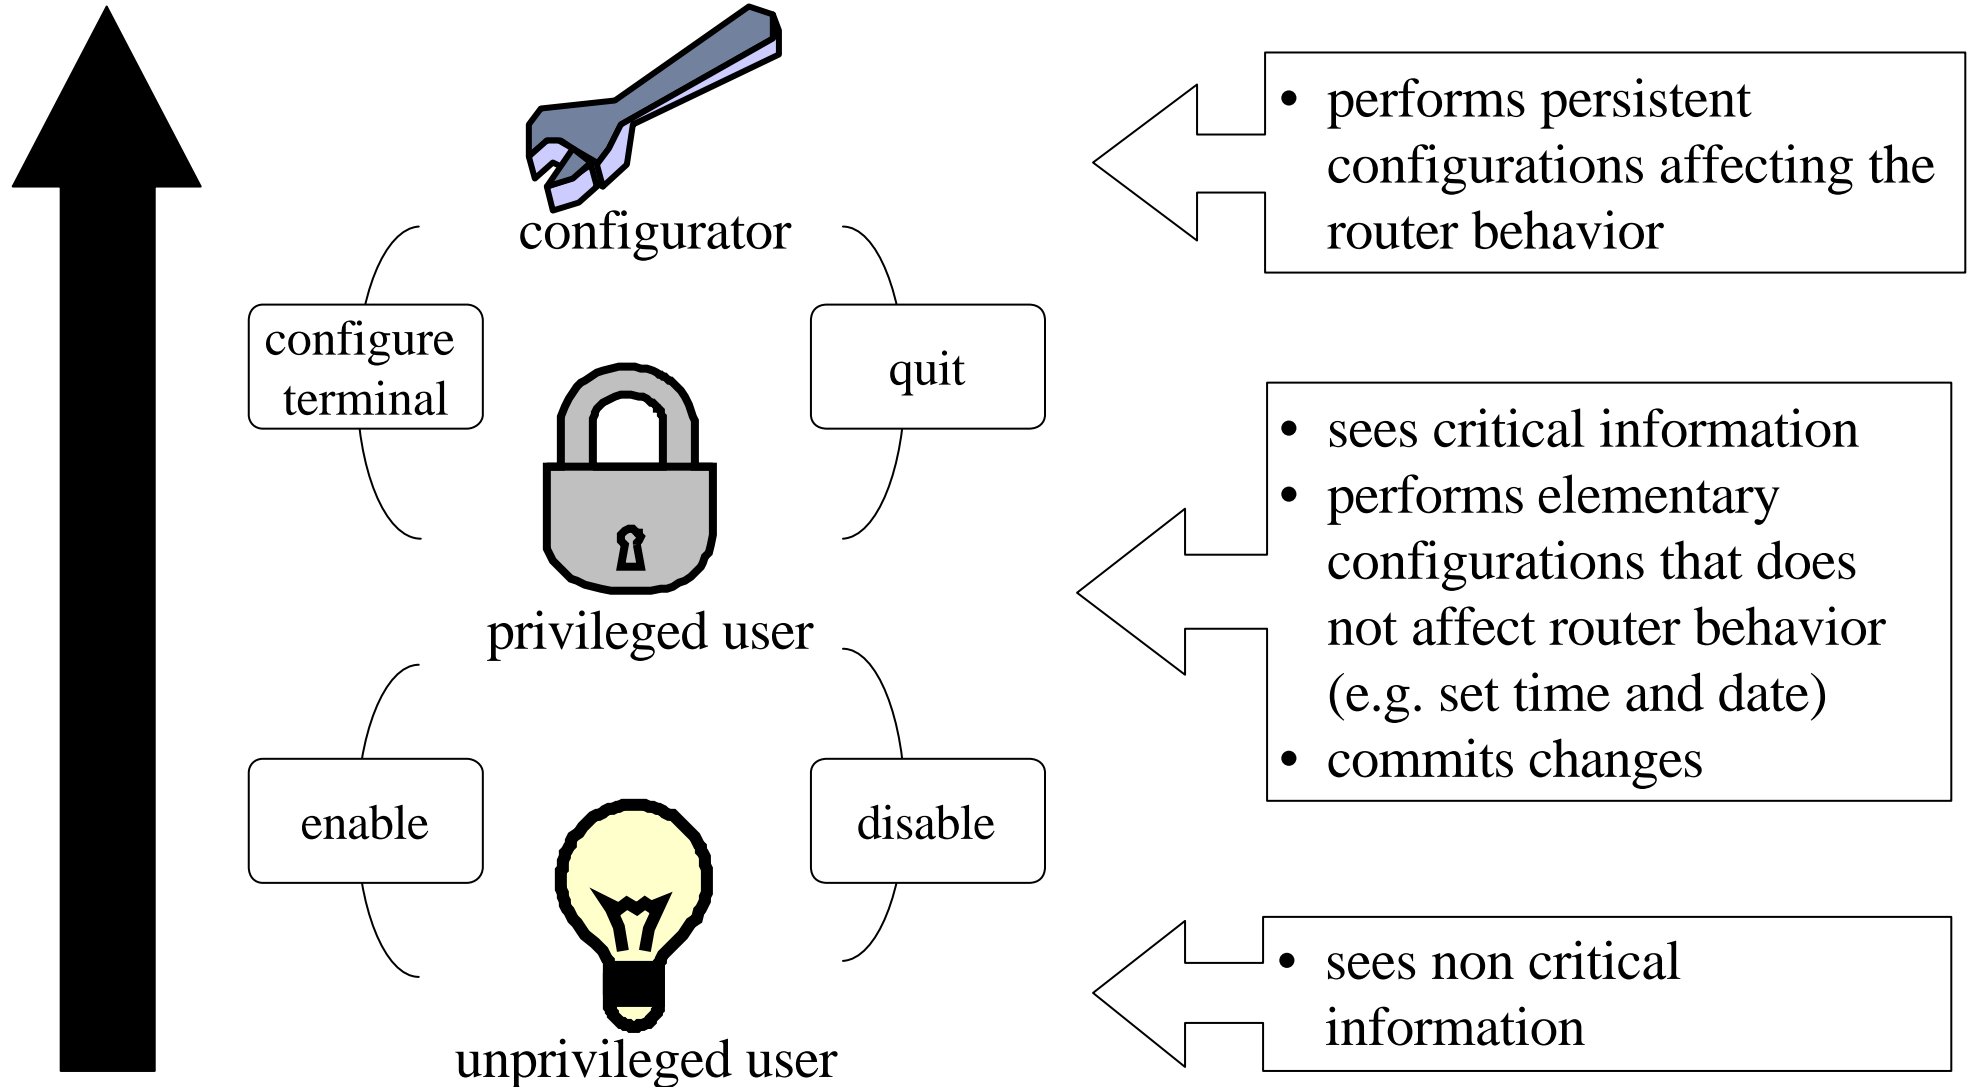 configurator
configure
terminal
quit
privileged user
enable
disable
unprivileged user
• performs persistent
configurations affecting the
router behavior
• sees critical information
• performs elementary
configurations that does
not affect router behavior
(e.g. set time and date)
• commits changes
• sees non critical
information